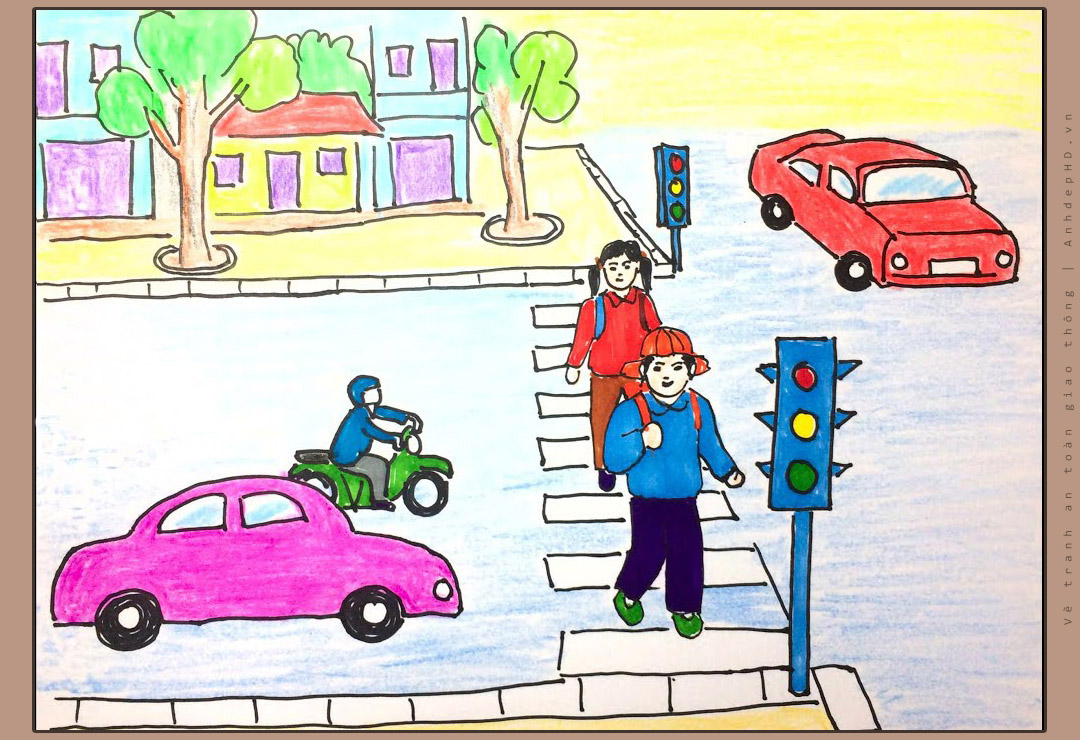 Vẽ tranh an toàn giao thông | AnhdepHD.vn